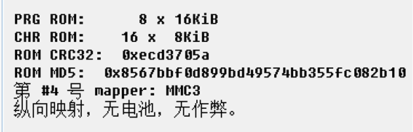 PRG ROM: 8 x 16KiB
CHR ROM: 16 x 8KiB
ROM CRC32: 0xecd3705a
ROM MD5: 0x8567bbf0d899bd49574bb355fc082b10
第 #4 号 mapper: MMC3
纵向映射，无电池，无作弊。